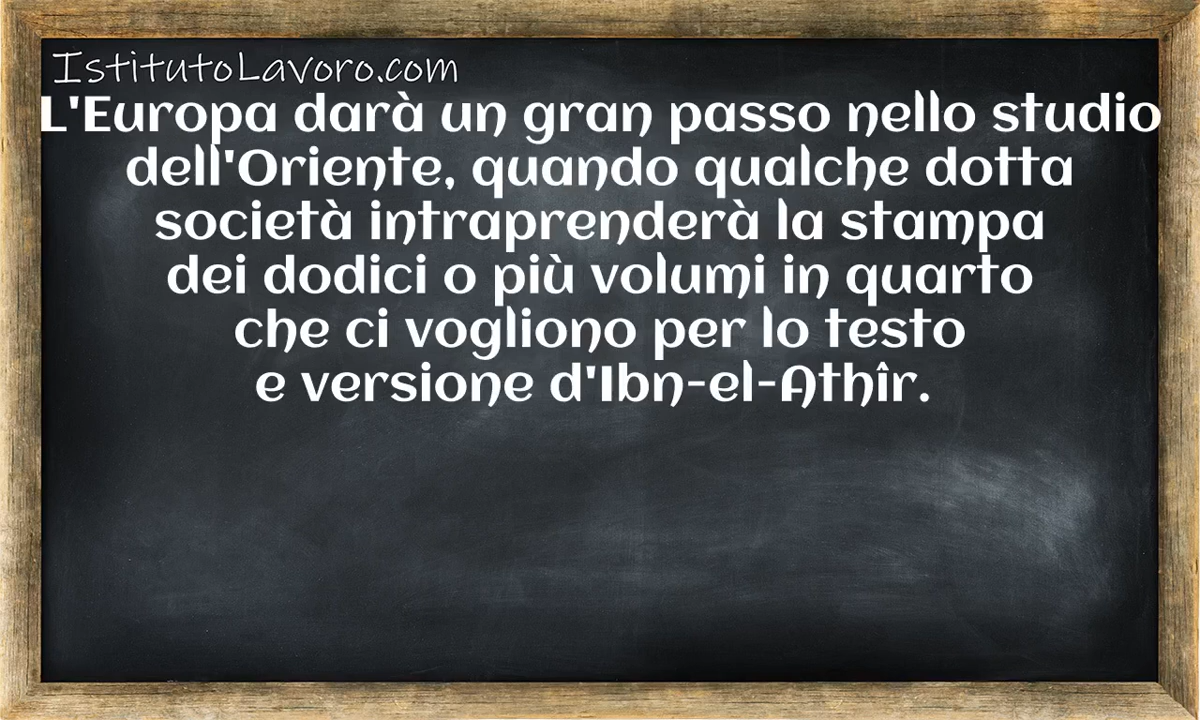 IstitutoLavoro.com
L'Europa darà un gran passo nello studio
dell'Oriente, quando qualche dotta
società intraprenderà la stampa
dei dodici o più volumi in quarto
che ci vogliono per lo testo
e versione d'Ibn-el-Athîr.